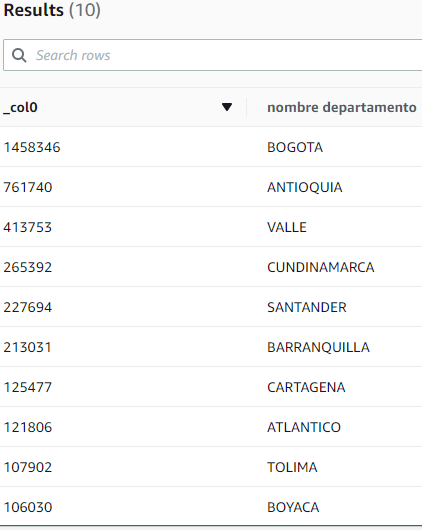 Results (10)
Search rows
_col0 nombre departamento
1458346 BOGOTA
761740 ANTIOQUIA
413753 VALLE
265392 CUNDINAMARCA
227694 SANTANDER
213031 BARRANQUILLA
125477 CARTAGENA
121806 ATLANTICO
107902 TOLIMA
106030 BOYACA